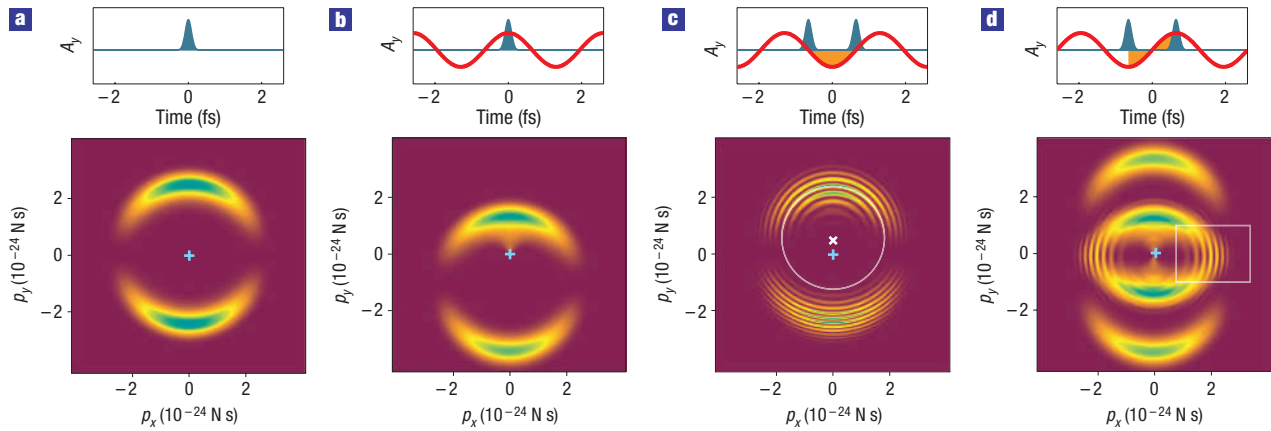 a
A_y
−2 0 2
Time (fs)
p_y (10⁻²⁴ N s)
2
0
−2
−2 0 2
p_x (10⁻²⁴ N s)
b
A_y
−2 0 2
Time (fs)
p_y (10⁻²⁴ N s)
2
0
−2
−2 0 2
p_x (10⁻²⁴ N s)
c
A_y
−2 0 2
Time (fs)
p_y (10⁻²⁴ N s)
2
0
−2
−2 0 2
p_x (10⁻²⁴ N s)
d
A_y
−2 0 2
Time (fs)
p_y (10⁻²⁴ N s)
2
0
−2
−2 0 2
p_x (10⁻²⁴ N s)